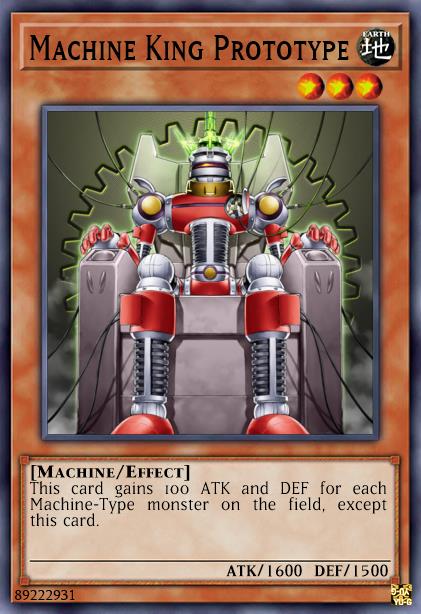 MACHINE KING PROTOTYPE
EARTH
地
[MACHINE/EFFECT]
This card gains 100 ATK and DEF for each
Machine-Type monster on the field, except
this card.
ATK/1600 DEF/1500
89222931